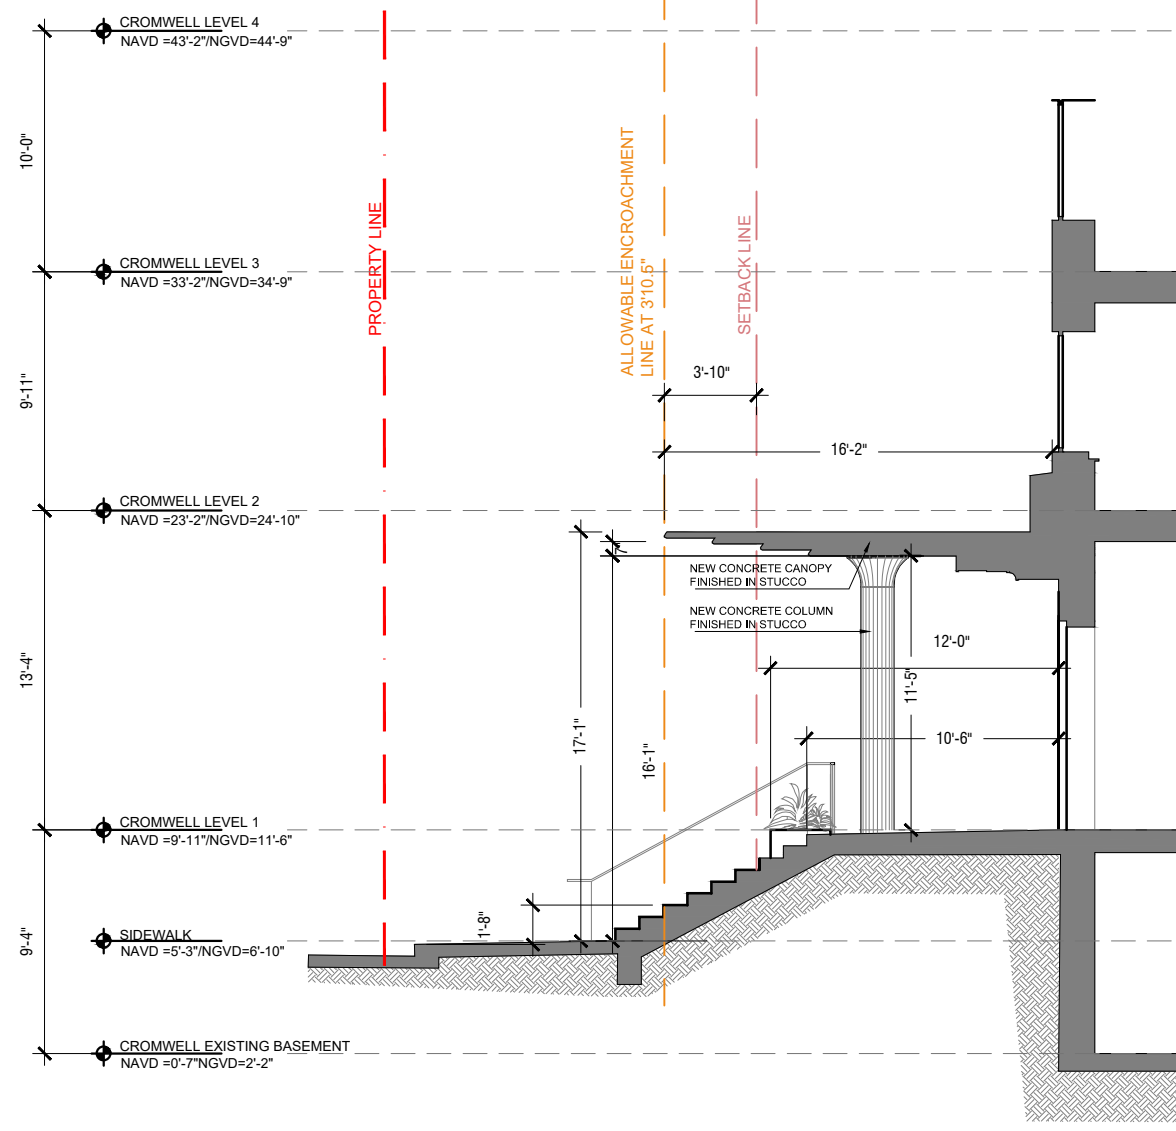 CROMWELL LEVEL 4
NAVD =43'-2"/NGVD=44'-9"
10'-0"
PROPERTY LINE
ALLOWABLE ENCROACHMENT
LINE AT 3'10.5"
SETBACK LINE
CROMWELL LEVEL 3
NAVD =33'-2"/NGVD=34'-9"
9'-11"
3'-10"
16'-2"
CROMWELL LEVEL 2
NAVD =23'-2"/NGVD=24'-10"
7"
NEW CONCRETE CANOPY
FINISHED IN STUCCO
NEW CONCRETE COLUMN
FINISHED IN STUCCO
12'-0"
13'-4"
11'-5"
17'-1"
16'-1"
10'-6"
CROMWELL LEVEL 1
NAVD =9'-11"/NGVD=11'-6"
1'-8"
9'-4"
SIDEWALK
NAVD =5'-3"/NGVD=6'-10"
CROMWELL EXISTING BASEMENT
NAVD =0'-7"NGVD=2'-2"